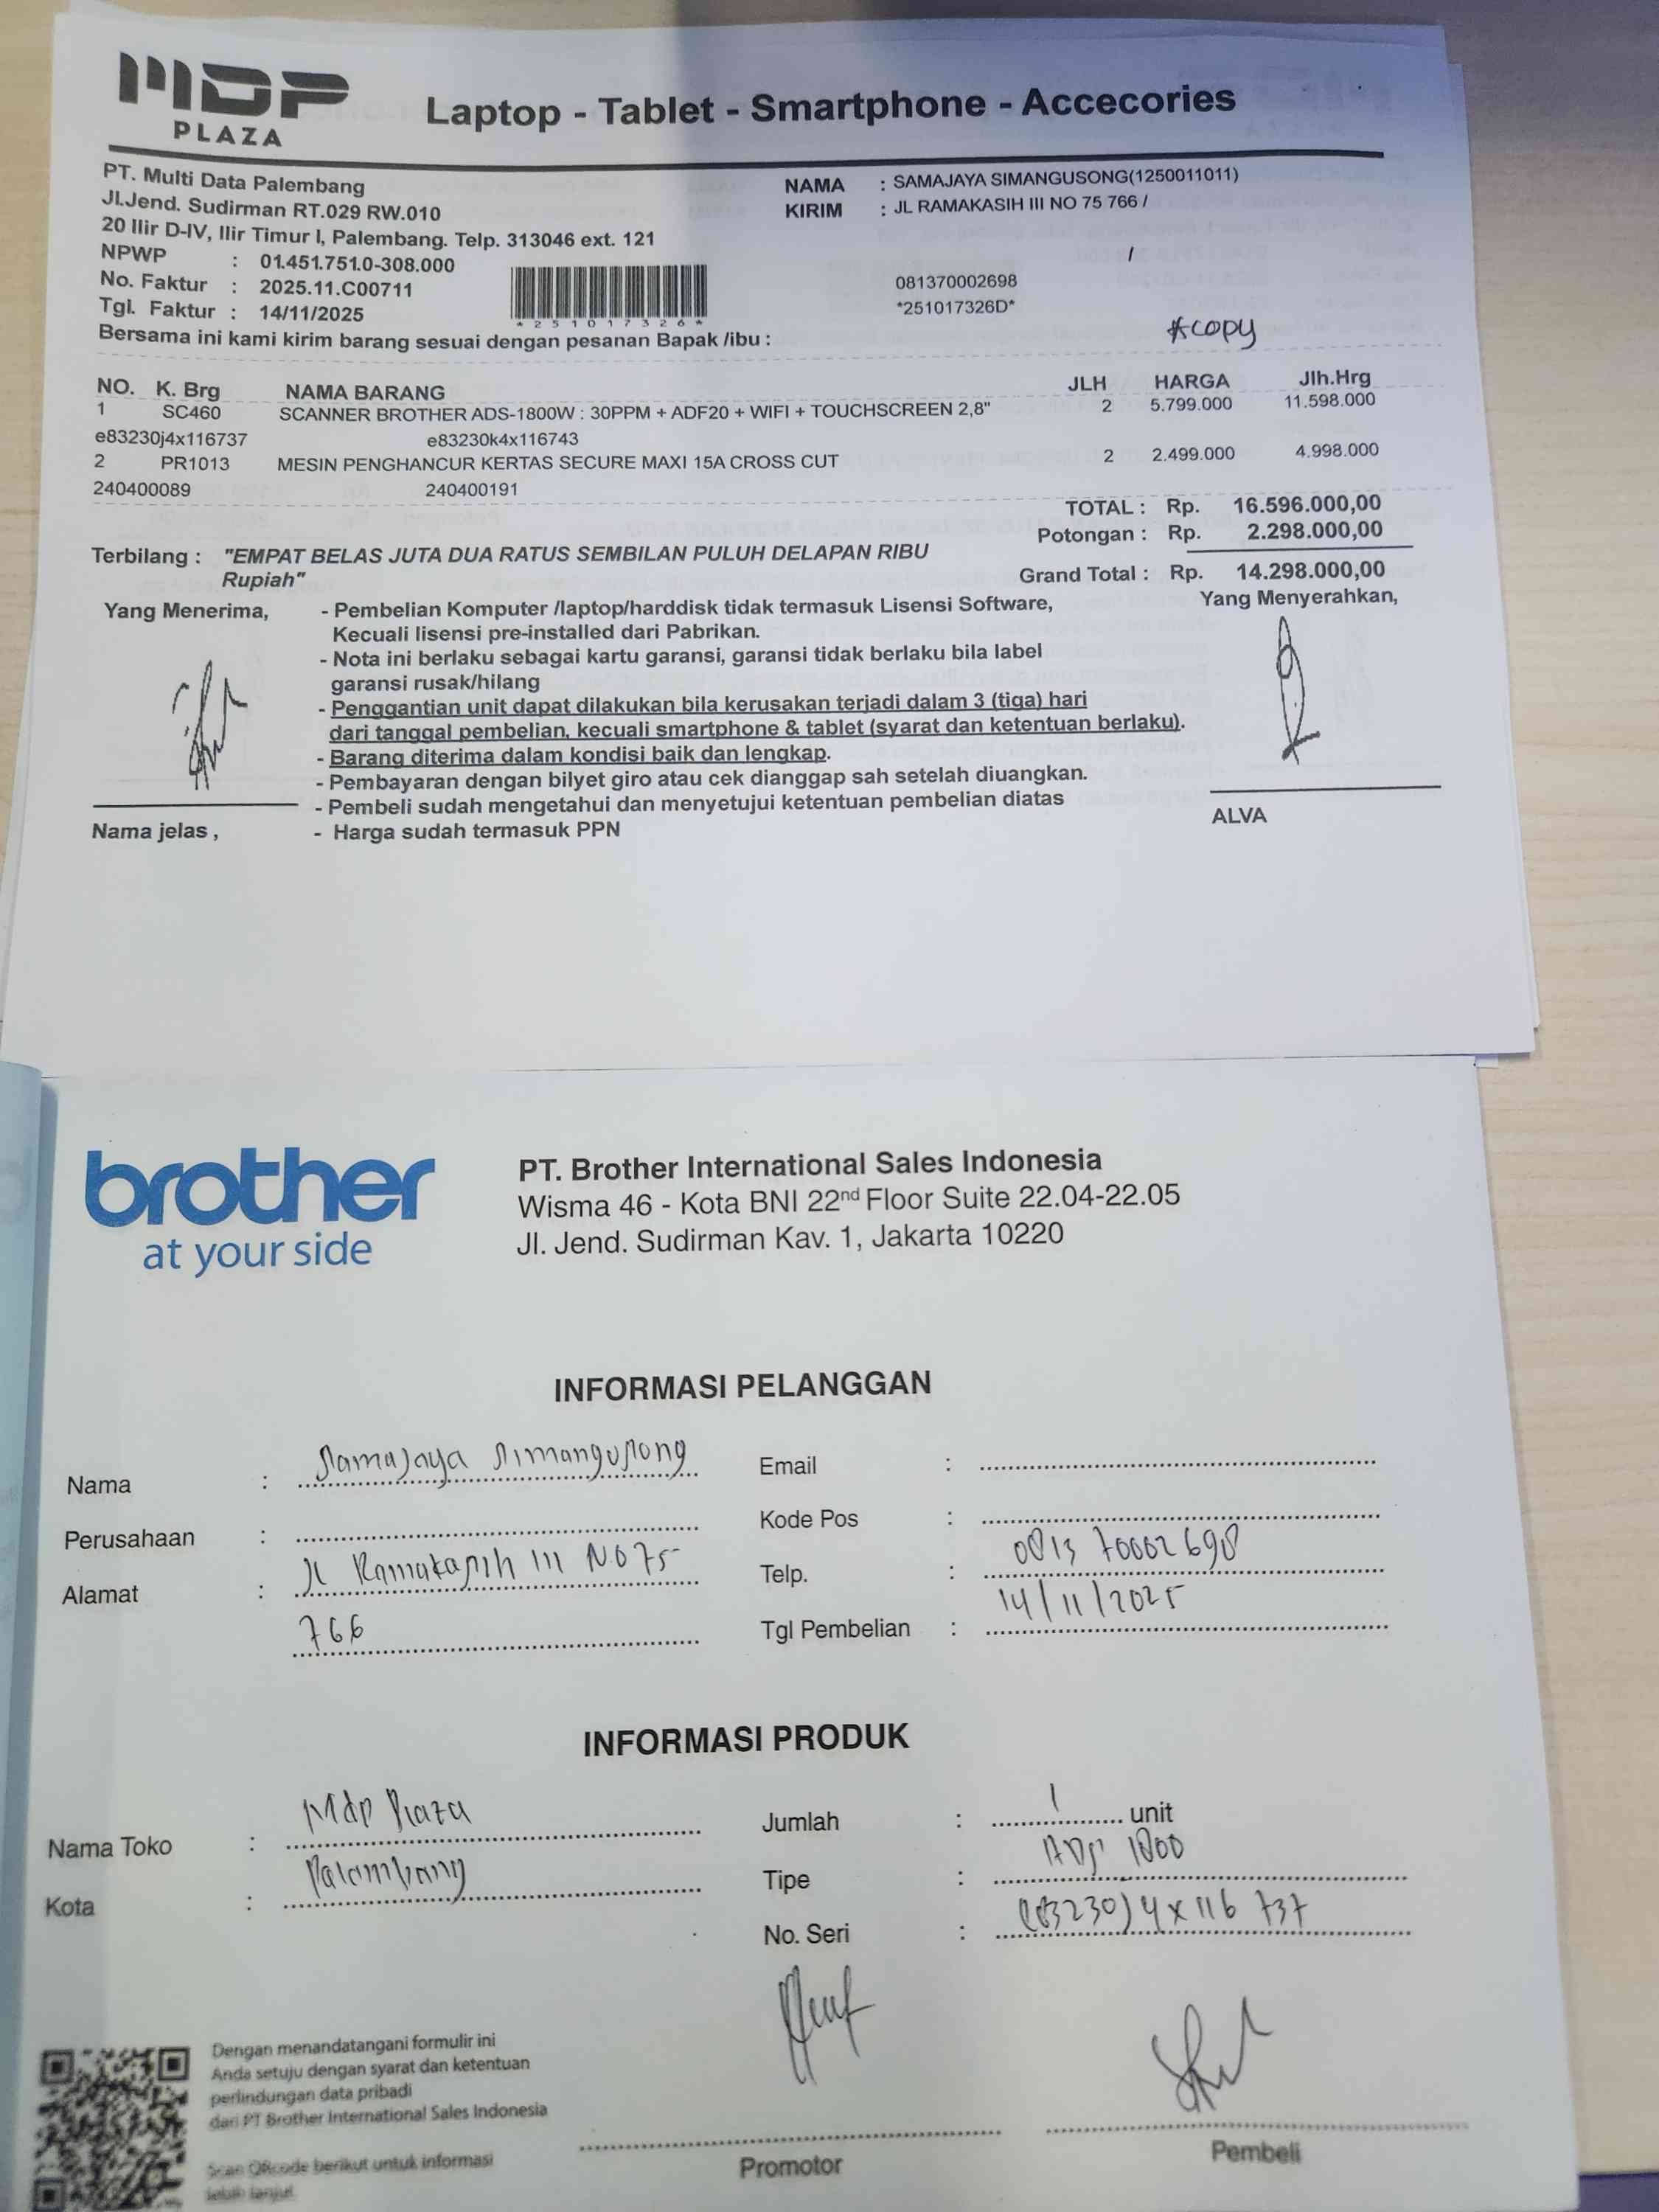 MDP
PLAZA
Laptop - Tablet - Smartphone - Accecories
PT. Multi Data Palembang
Jl.Jend. Sudirman RT.029 RW.010
20 Ilir D-IV, Ilir Timur I, Palembang. Telp. 313046 ext. 121
NPWP : 01.451.751.0-308.000
No. Faktur : 2025.11.C00711
Tgl. Faktur : 14/11/2025
NAMA : SAMAJAYA SIMANGUSONG(1250011011)
KIRIM : JL RAMAKASIH III NO 75 766 /
/
081370002698
*251017326D*
*251017326*
*copy
Bersama ini kami kirim barang sesuai dengan pesanan Bapak /ibu :
NO. K. Brg NAMA BARANG JLH HARGA Jlh.Hrg
1 SC460 SCANNER BROTHER ADS-1800W : 30PPM + ADF20 + WIFI + TOUCHSCREEN 2,8" 2 5.799.000 11.598.000
e83230j4x116737 e83230k4x116743
2 PR1013 MESIN PENGHANCUR KERTAS SECURE MAXI 15A CROSS CUT 2 2.499.000 4.998.000
240400089 240400191
TOTAL : Rp. 16.596.000,00
Potongan : Rp. 2.298.000,00
Grand Total : Rp. 14.298.000,00
Terbilang : "EMPAT BELAS JUTA DUA RATUS SEMBILAN PULUH DELAPAN RIBU
Rupiah"
Yang Menerima,
- Pembelian Komputer /laptop/harddisk tidak termasuk Lisensi Software,
Kecuali lisensi pre-installed dari Pabrikan.
- Nota ini berlaku sebagai kartu garansi, garansi tidak berlaku bila label
garansi rusak/hilang
- Penggantian unit dapat dilakukan bila kerusakan terjadi dalam 3 (tiga) hari
dari tanggal pembelian, kecuali smartphone & tablet (syarat dan ketentuan berlaku).
- Barang diterima dalam kondisi baik dan lengkap.
- Pembayaran dengan bilyet giro atau cek dianggap sah setelah diuangkan.
- Pembeli sudah mengetahui dan menyetujui ketentuan pembelian diatas
- Harga sudah termasuk PPN
Yang Menyerahkan,
ALVA
Nama jelas ,
brother
at your side
PT. Brother International Sales Indonesia
Wisma 46 - Kota BNI 22nd Floor Suite 22.04-22.05
Jl. Jend. Sudirman Kav. 1, Jakarta 10220
INFORMASI PELANGGAN
Nama : Samajaya Simangusong
Perusahaan :
Alamat : Jl Ramakasih III No 75
766
Email :
Kode Pos :
Telp. : 081370002698
Tgl Pembelian : 14/11/2025
INFORMASI PRODUK
Nama Toko : Mdp Plaza
Kota : Palembang
Jumlah : 1 unit
Tipe : ADS 1800
No. Seri : e83230J4x116737
Dengan menandatangani formulir ini
Anda setuju dengan syarat dan ketentuan
perlindungan data pribadi
dari PT Brother International Sales Indonesia
Scan QRcode berikut untuk informasi
lebih lanjut
Promotor
Pembeli